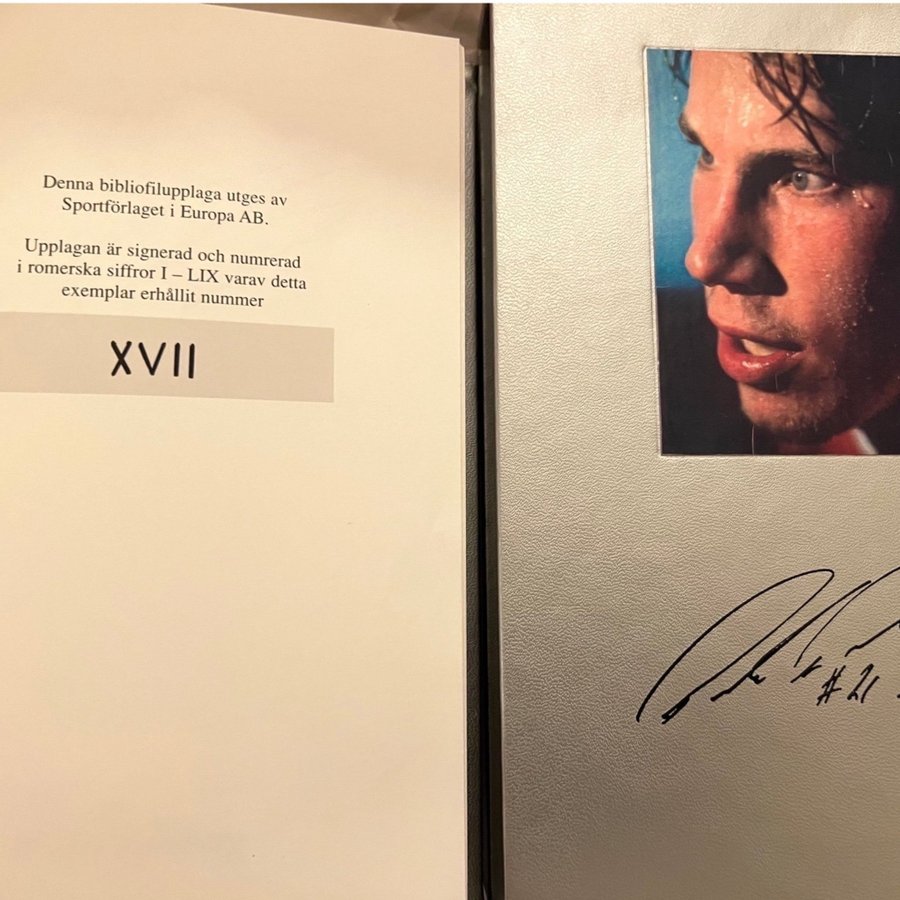 Denna bibliofilupplaga utges av
Sportförlaget i Europa AB.
Upplagan är signerad och numrerad
i romerska siffror I – LIX varav detta
exemplar erhållit nummer
XVII
#21